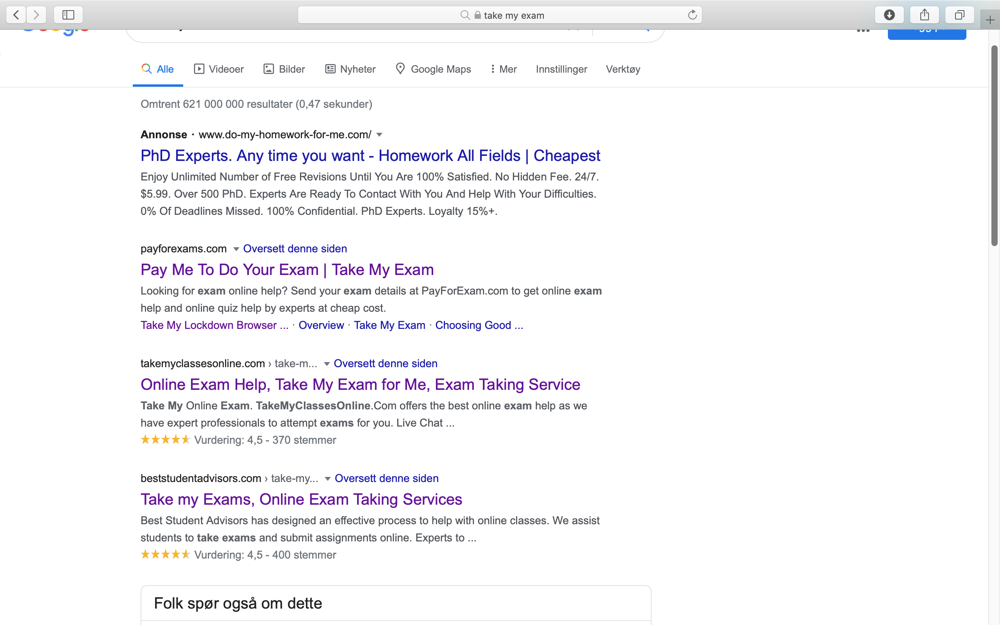 take my exam
Alle Videoer Bilder Nyheter Google Maps Mer Innstillinger Verktøy
Omtrent 621 000 000 resultater (0,47 sekunder)
Annonse · www.do-my-homework-for-me.com/
PhD Experts. Any time you want - Homework All Fields | Cheapest
Enjoy Unlimited Number of Free Revisions Until You Are 100% Satisfied. No Hidden Fee. 24/7.
$5.99. Over 500 PhD. Experts Are Ready To Contact With You And Help With Your Difficulties.
0% Of Deadlines Missed. 100% Confidential. PhD Experts. Loyalty 15%+.
payforexams.com Oversett denne siden
Pay Me To Do Your Exam | Take My Exam
Looking for exam online help? Send your exam details at PayForExam.com to get online exam
help and online quiz help by experts at cheap cost.
Take My Lockdown Browser ... · Overview · Take My Exam · Choosing Good ...
takemyclassesonline.com › take-m... Oversett denne siden
Online Exam Help, Take My Exam for Me, Exam Taking Service
Take My Online Exam. TakeMyClassesOnline.Com offers the best online exam help as we
have expert professionals to attempt exams for you. Live Chat ...
Vurdering: 4,5 - 370 stemmer
beststudentadvisors.com › take-my... Oversett denne siden
Take my Exams, Online Exam Taking Services
Best Student Advisors has designed an effective process to help with online classes. We assist
students to take exams and submit assignments online. Experts to ...
Vurdering: 4,5 - 400 stemmer
Folk spør også om dette